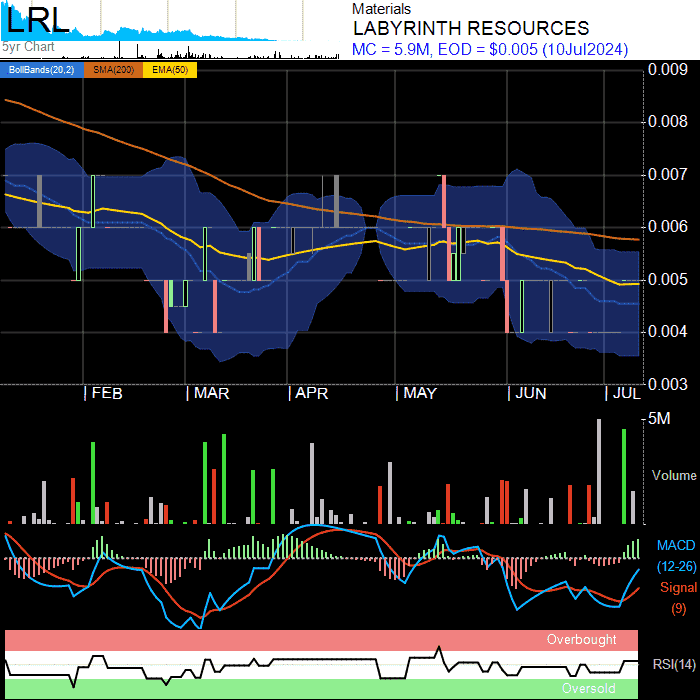 LRL
5yr Chart
Materials
LABYRINTH RESOURCES
MC = 5.9M, EOD = $0.005 (10Jul2024)
BollBands(20,2) SMA(200) EMA(50)
0.009
0.008
0.007
0.006
0.005
0.004
0.003
FEB MAR APR MAY JUN JUL
5M
Volume
MACD
(12-26)
Signal
(9)
Overbought
RSI(14)
Oversold